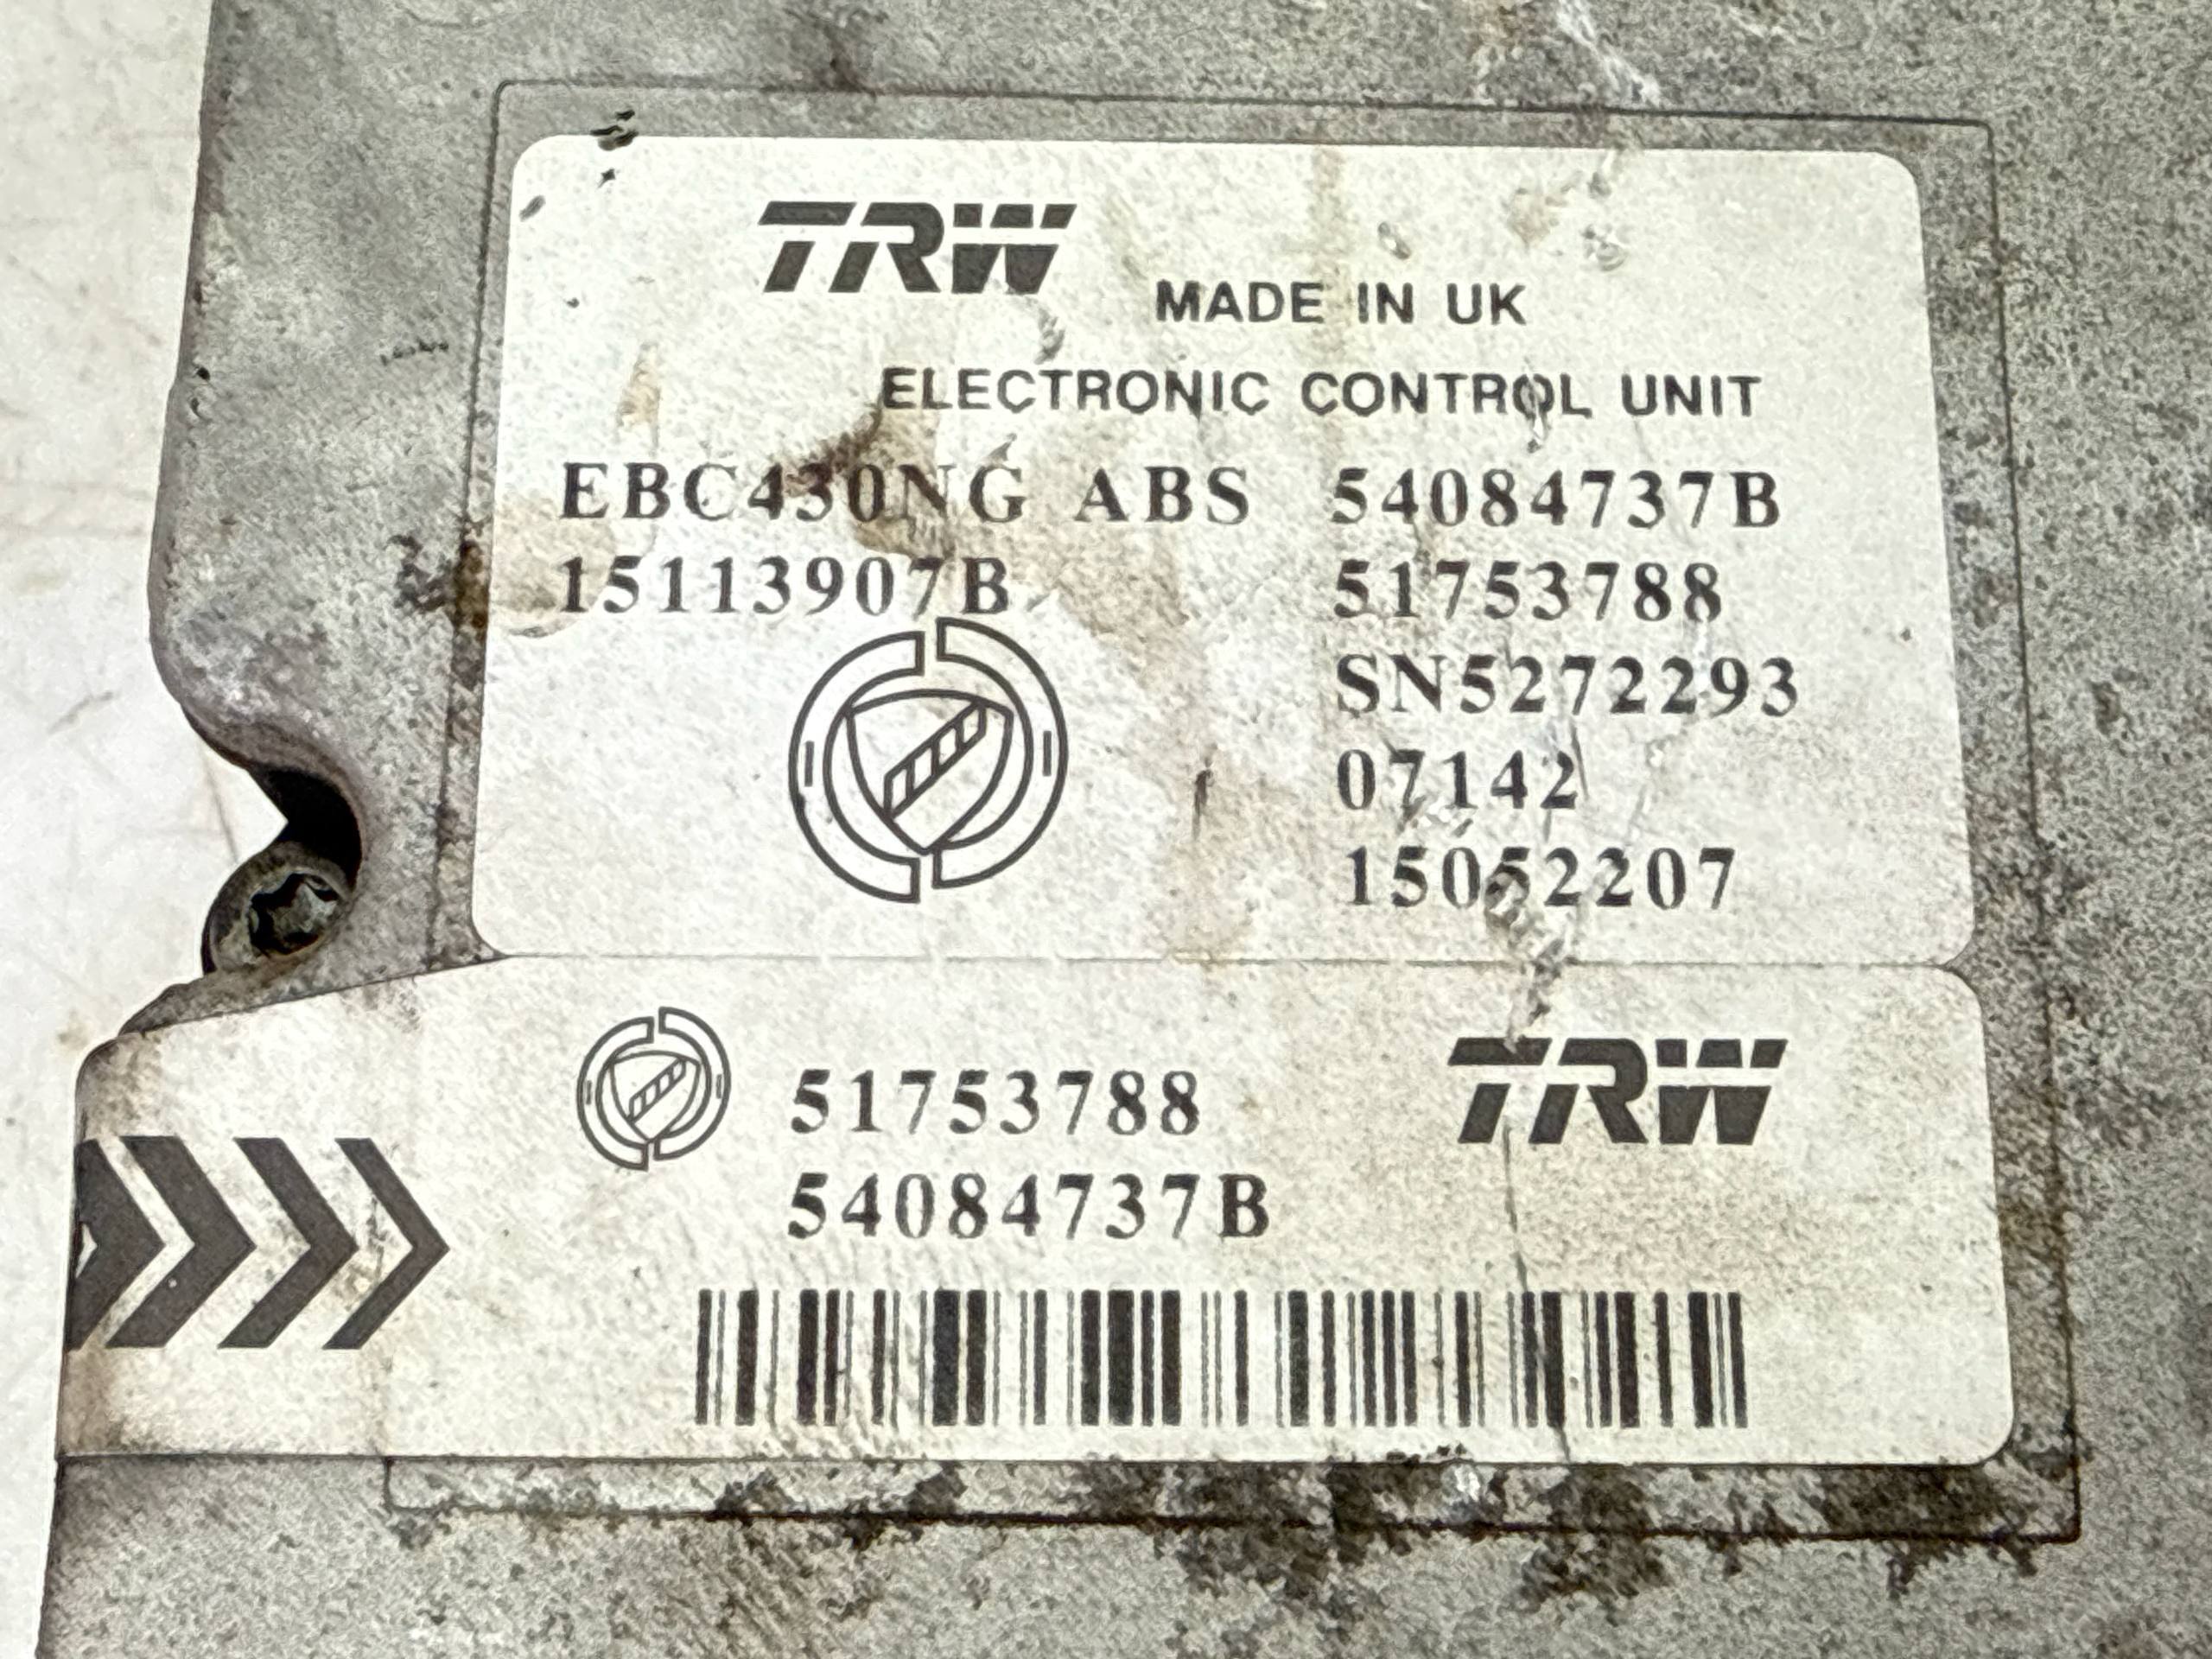 TRW
MADE IN UK
ELECTRONIC CONTROL UNIT
EBC430NG ABS 54084737B
15113907B 51753788
SN5272293
07142
15052207
51753788 TRW
54084737B